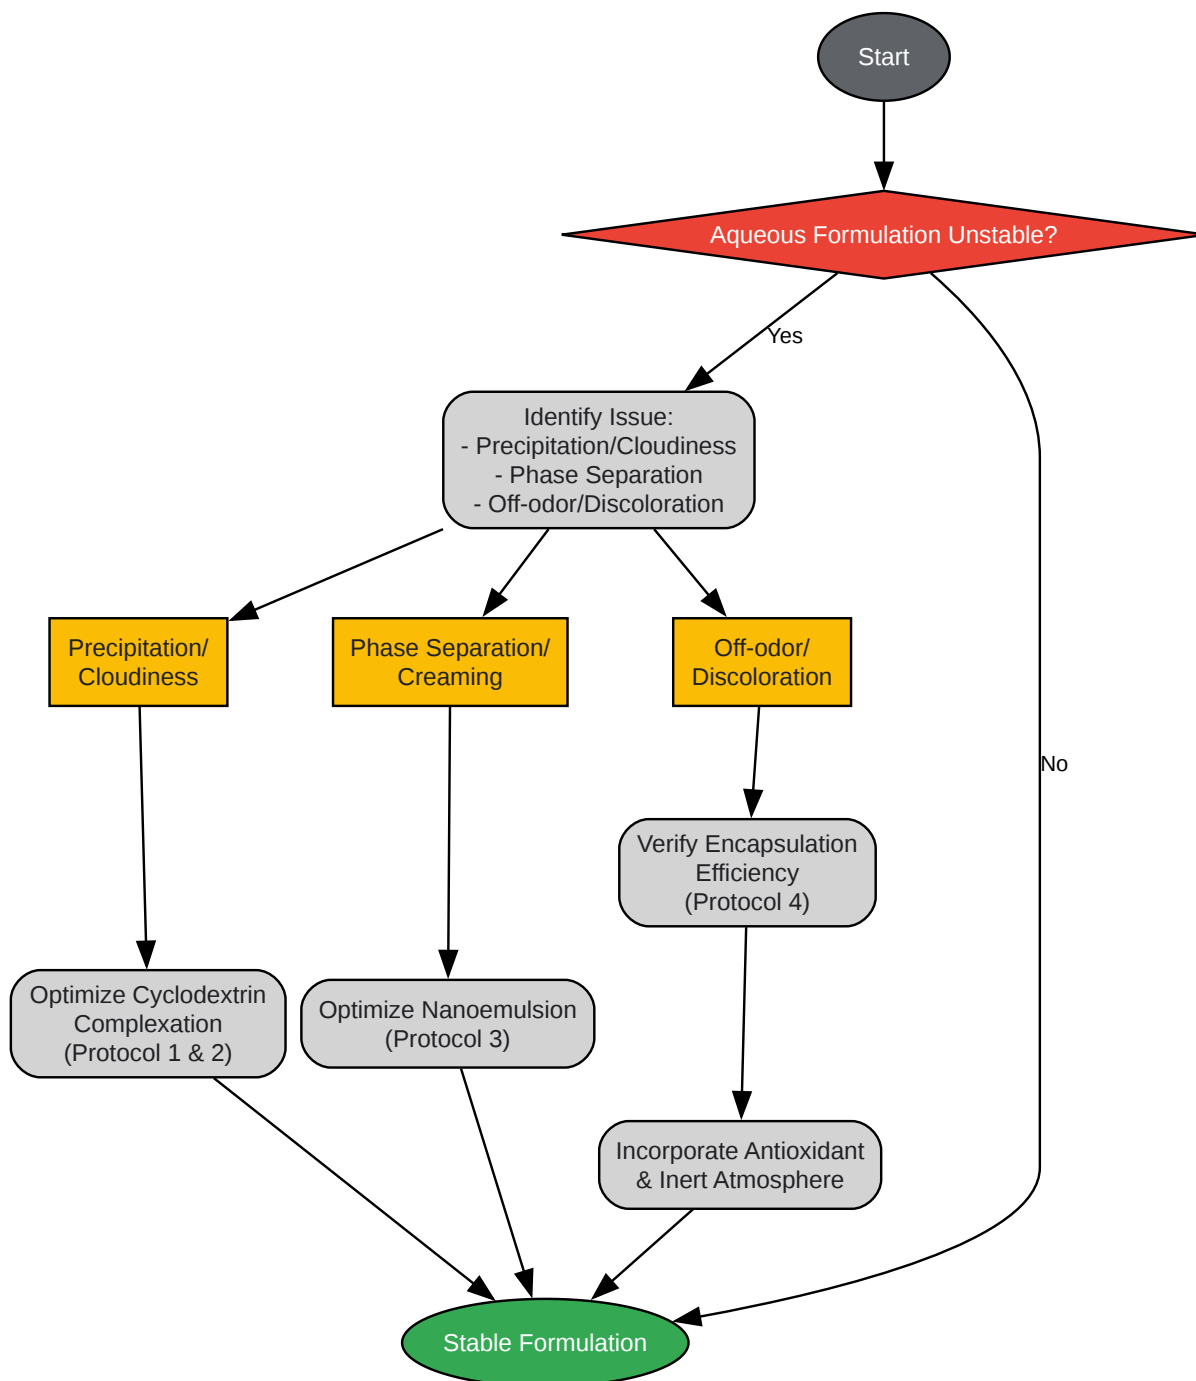 Start
Aqueous Formulation Unstable?
Yes
Identify Issue:
- Precipitation/Cloudiness
- Phase Separation
- Off-odor/Discoloration
Precipitation/
Cloudiness
Phase Separation/
Creaming
Off-odor/
Discoloration
No
Verify Encapsulation
Efficiency
(Protocol 4)
Optimize Cyclodextrin
Complexation
(Protocol 1 & 2)
Optimize Nanoemulsion
(Protocol 3)
Incorporate Antioxidant
& Inert Atmosphere
Stable Formulation